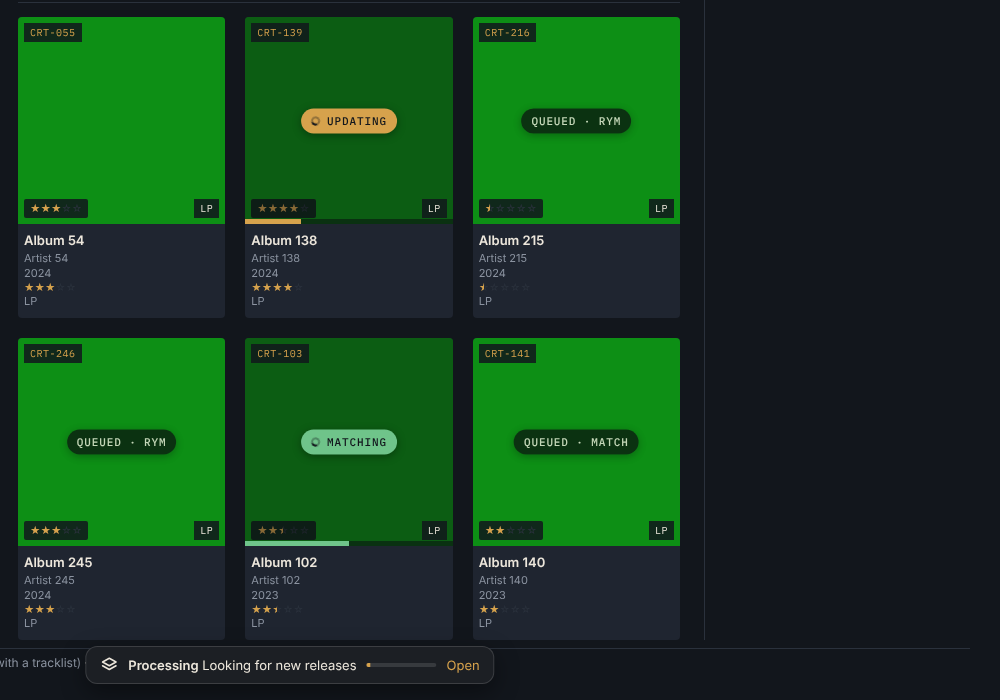 CRT-055
★★★☆☆
LP
Album 54
Artist 54
2024
★★★☆☆
LP
CRT-139
UPDATING
★★★★☆
LP
Album 138
Artist 138
2024
★★★★☆
LP
CRT-216
QUEUED · RYM
LP
Album 215
Artist 215
2024
LP
CRT-246
QUEUED · RYM
★★★☆☆
LP
Album 245
Artist 245
2024
★★★☆☆
LP
CRT-103
MATCHING
LP
Album 102
Artist 102
2023
LP
CRT-141
QUEUED · MATCH
★★☆☆☆
LP
Album 140
Artist 140
2023
★★☆☆☆
LP
with a tracklist)
Processing Looking for new releases
Open